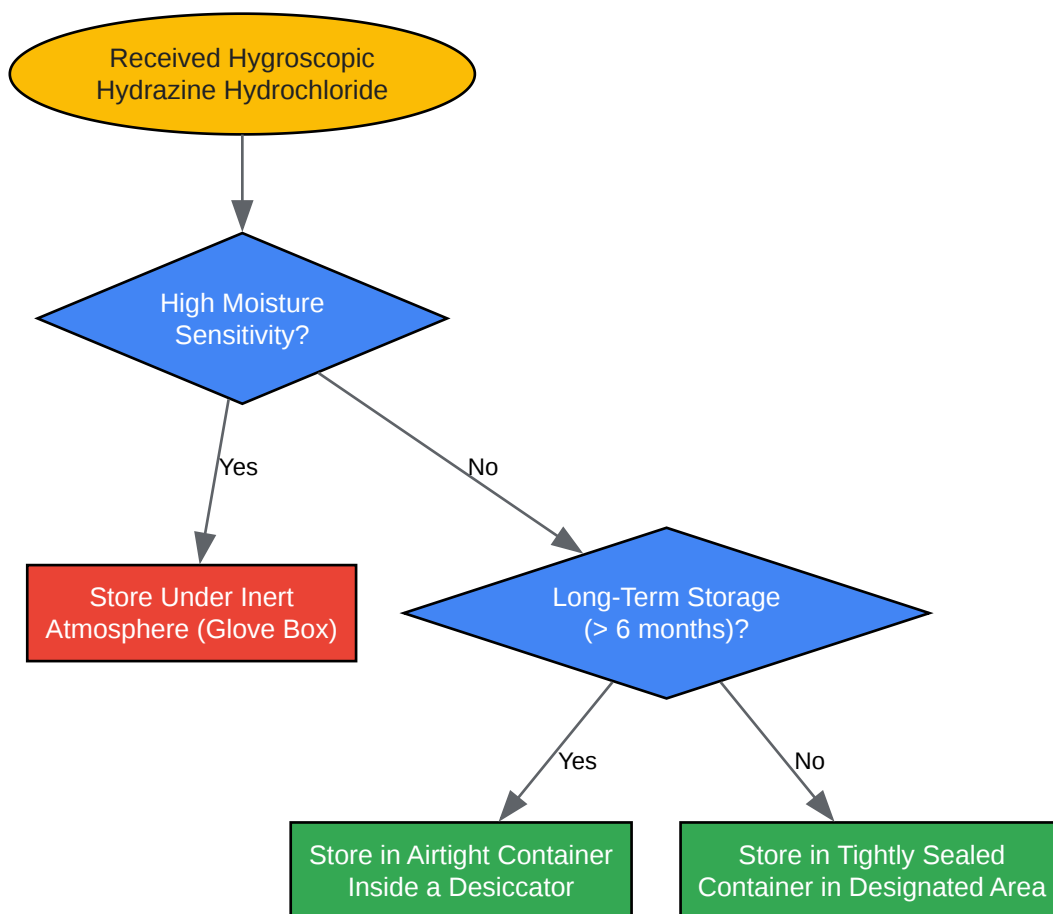 Received Hygroscopic
Hydrazine Hydrochloride
High Moisture
Sensitivity?
Yes
No
Store Under Inert
Atmosphere (Glove Box)
Long-Term Storage
(> 6 months)?
Yes
No
Store in Airtight Container
Inside a Desiccator
Store in Tightly Sealed
Container in Designated Area